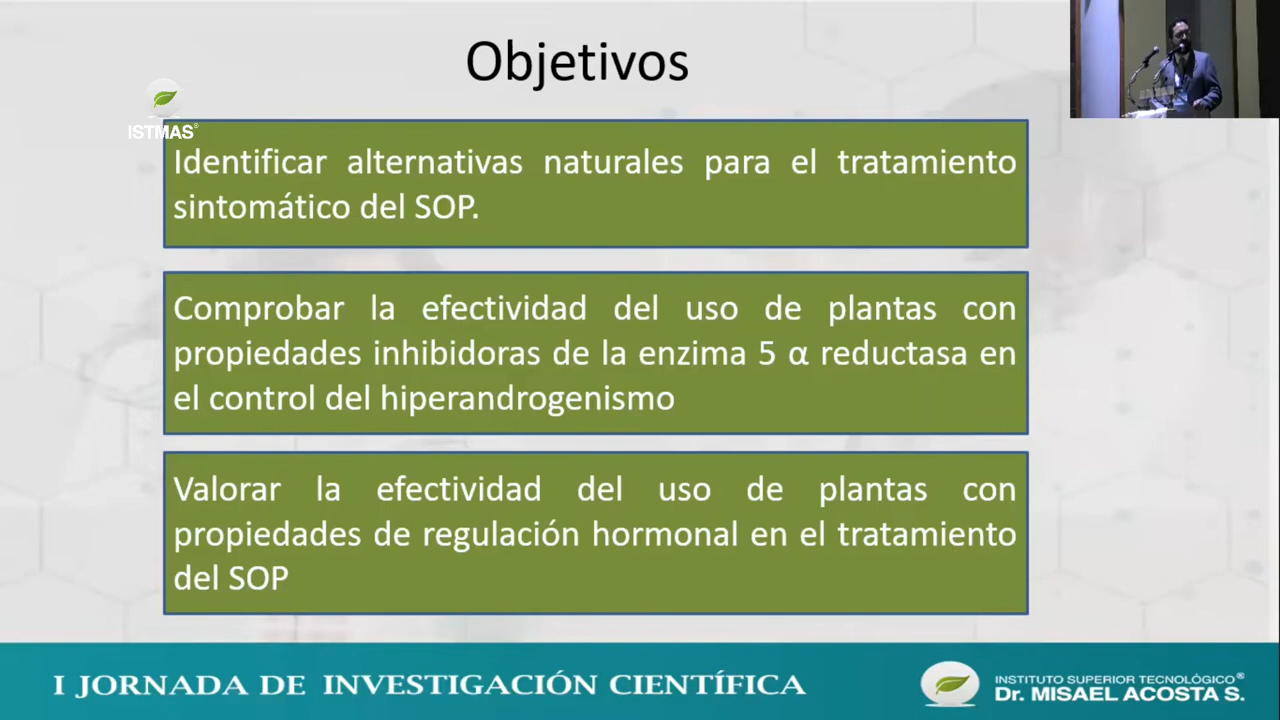 Objetivos
ISTMAS®
Identificar alternativas naturales para el tratamiento
sintomático del SOP.
Comprobar la efectividad del uso de plantas con
propiedades inhibidoras de la enzima 5 α reductasa en
el control del hiperandrogenismo
Valorar la efectividad del uso de plantas con
propiedades de regulación hormonal en el tratamiento
del SOP
I JORNADA DE INVESTIGACIÓN CIENTÍFICA
INSTITUTO SUPERIOR TECNOLÓGICO®
Dr. MISAEL ACOSTA S.